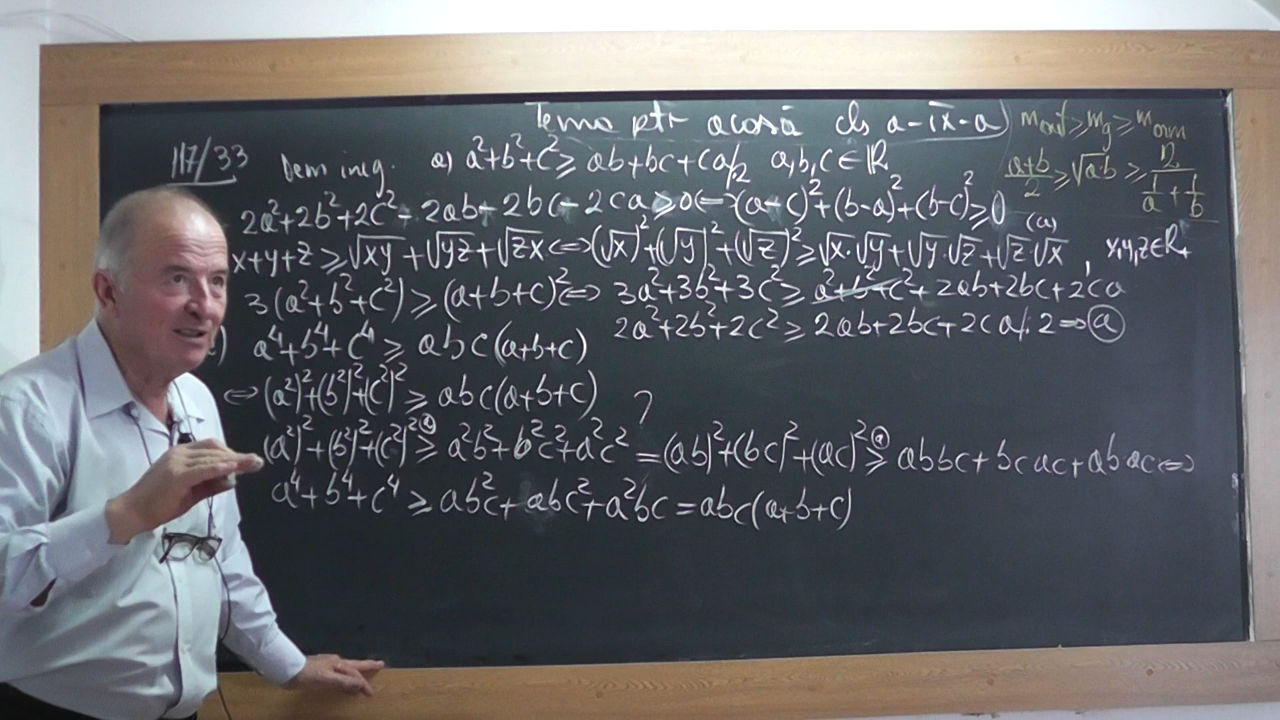 Tema ptr acasă cls a-IX-a
m_arit ≥ m_g ≥ m_arm
(a+b)/2 ≥ √ab ≥ 2/(1/a + 1/b)
117/33 Dem ineg. a) a²+b²+c² ≥ ab+bc+ca/·2 a,b,c ∈ ℝ
2a²+2b²+2c²-2ab-2bc-2ca ≥ 0 ⇔ (a-c)²+(b-a)²+(b-c)² ≥ 0 (a)
x+y+z ≥ √xy+√yz+√zx ⇔ (√x)²+(√y)²+(√z)² ≥ √x·√y+√y·√z+√z·√x, x,y,z ∈ ℝ₊
3(a²+b²+c²) ≥ (a+b+c)² ⇔ 3a²+3b²+3c² ≥ a²+b²+c²+2ab+2bc+2ca
2a²+2b²+2c² ≥ 2ab+2bc+2ca/:2 ⇒ (a)
) a⁴+b⁴+c⁴ ≥ abc(a+b+c)
⇔ (a²)²+(b²)²+(c²)² ≥ abc(a+b+c) ?
(a²)²+(b²)²+(c²)² ≥ a²b²+b²c²+a²c² = (ab)²+(bc)²+(ac)² ≥ abbc+bcac+abac ⇔
a⁴+b⁴+c⁴ ≥ ab²c+abc²+a²bc = abc(a+b+c)